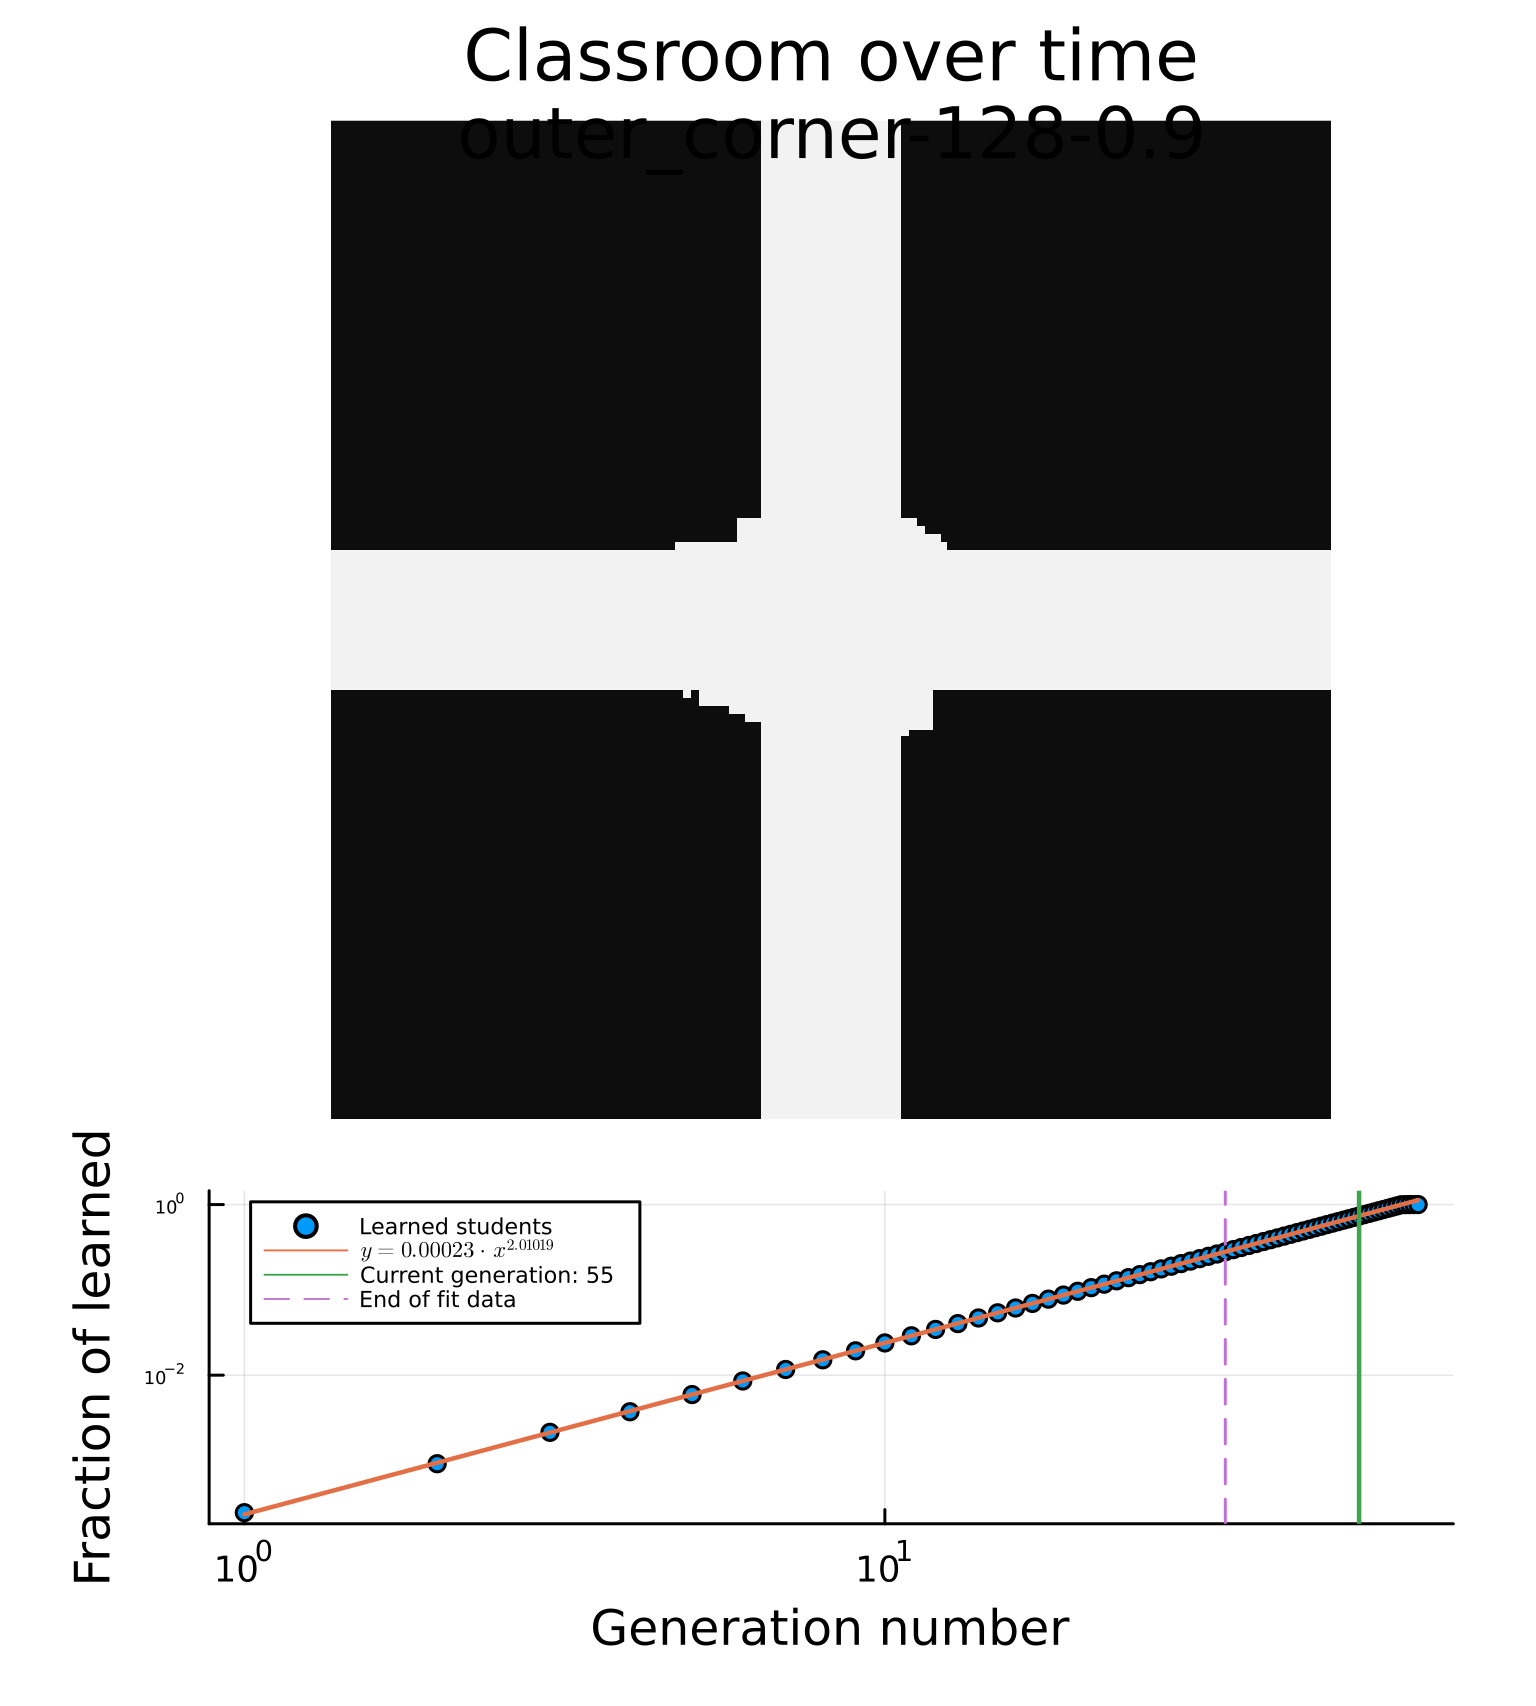 Classroom over time
outer_corner-128-0.9
Fraction of learned
10⁰
10⁻²
Learned students
y = 0.00023 · x^2.01019
Current generation: 55
End of fit data
10⁰
10¹
Generation number